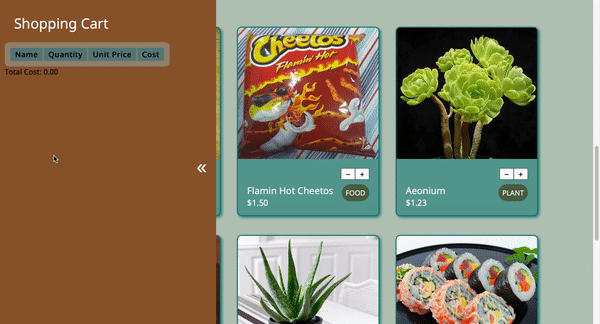 Shopping Cart
Name Quantity Unit Price Cost
Total Cost: 0.00
«
Cheetos
Flamin' Hot
− +
Flamin Hot Cheetos
FOOD
$1.50
− +
Aeonium
PLANT
$1.23